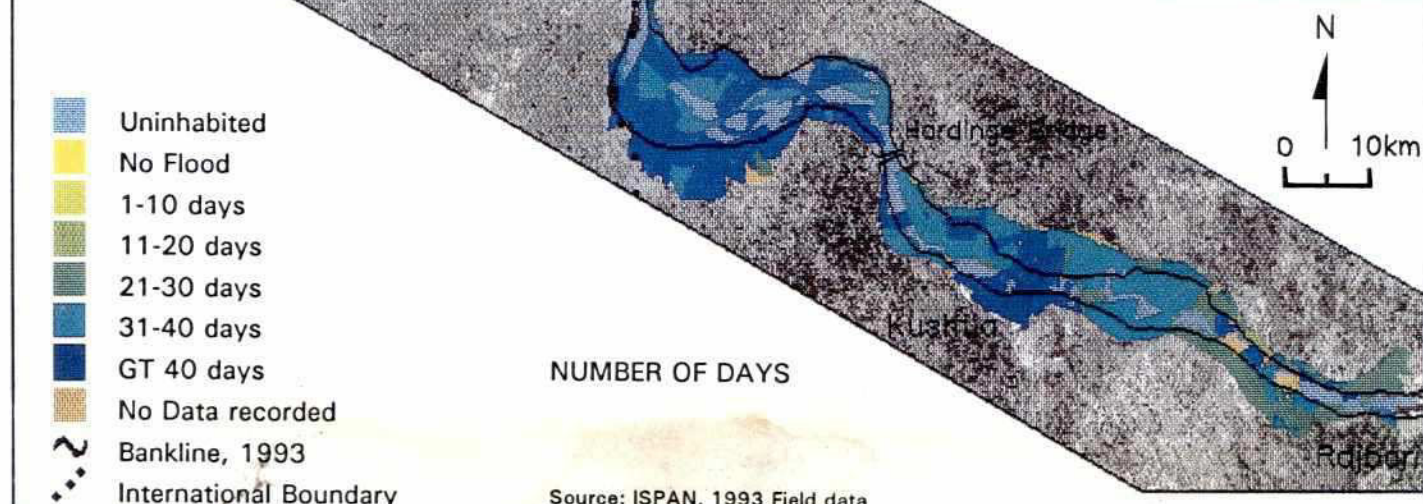 N
Hardinge Bridge
0 10km
Uninhabited
No Flood
1-10 days
11-20 days
21-30 days
31-40 days
Kushtia
GT 40 days
NUMBER OF DAYS
No Data recorded
Bankline, 1993
Rajbari
International Boundary
Source: ISPAN, 1993 Field data